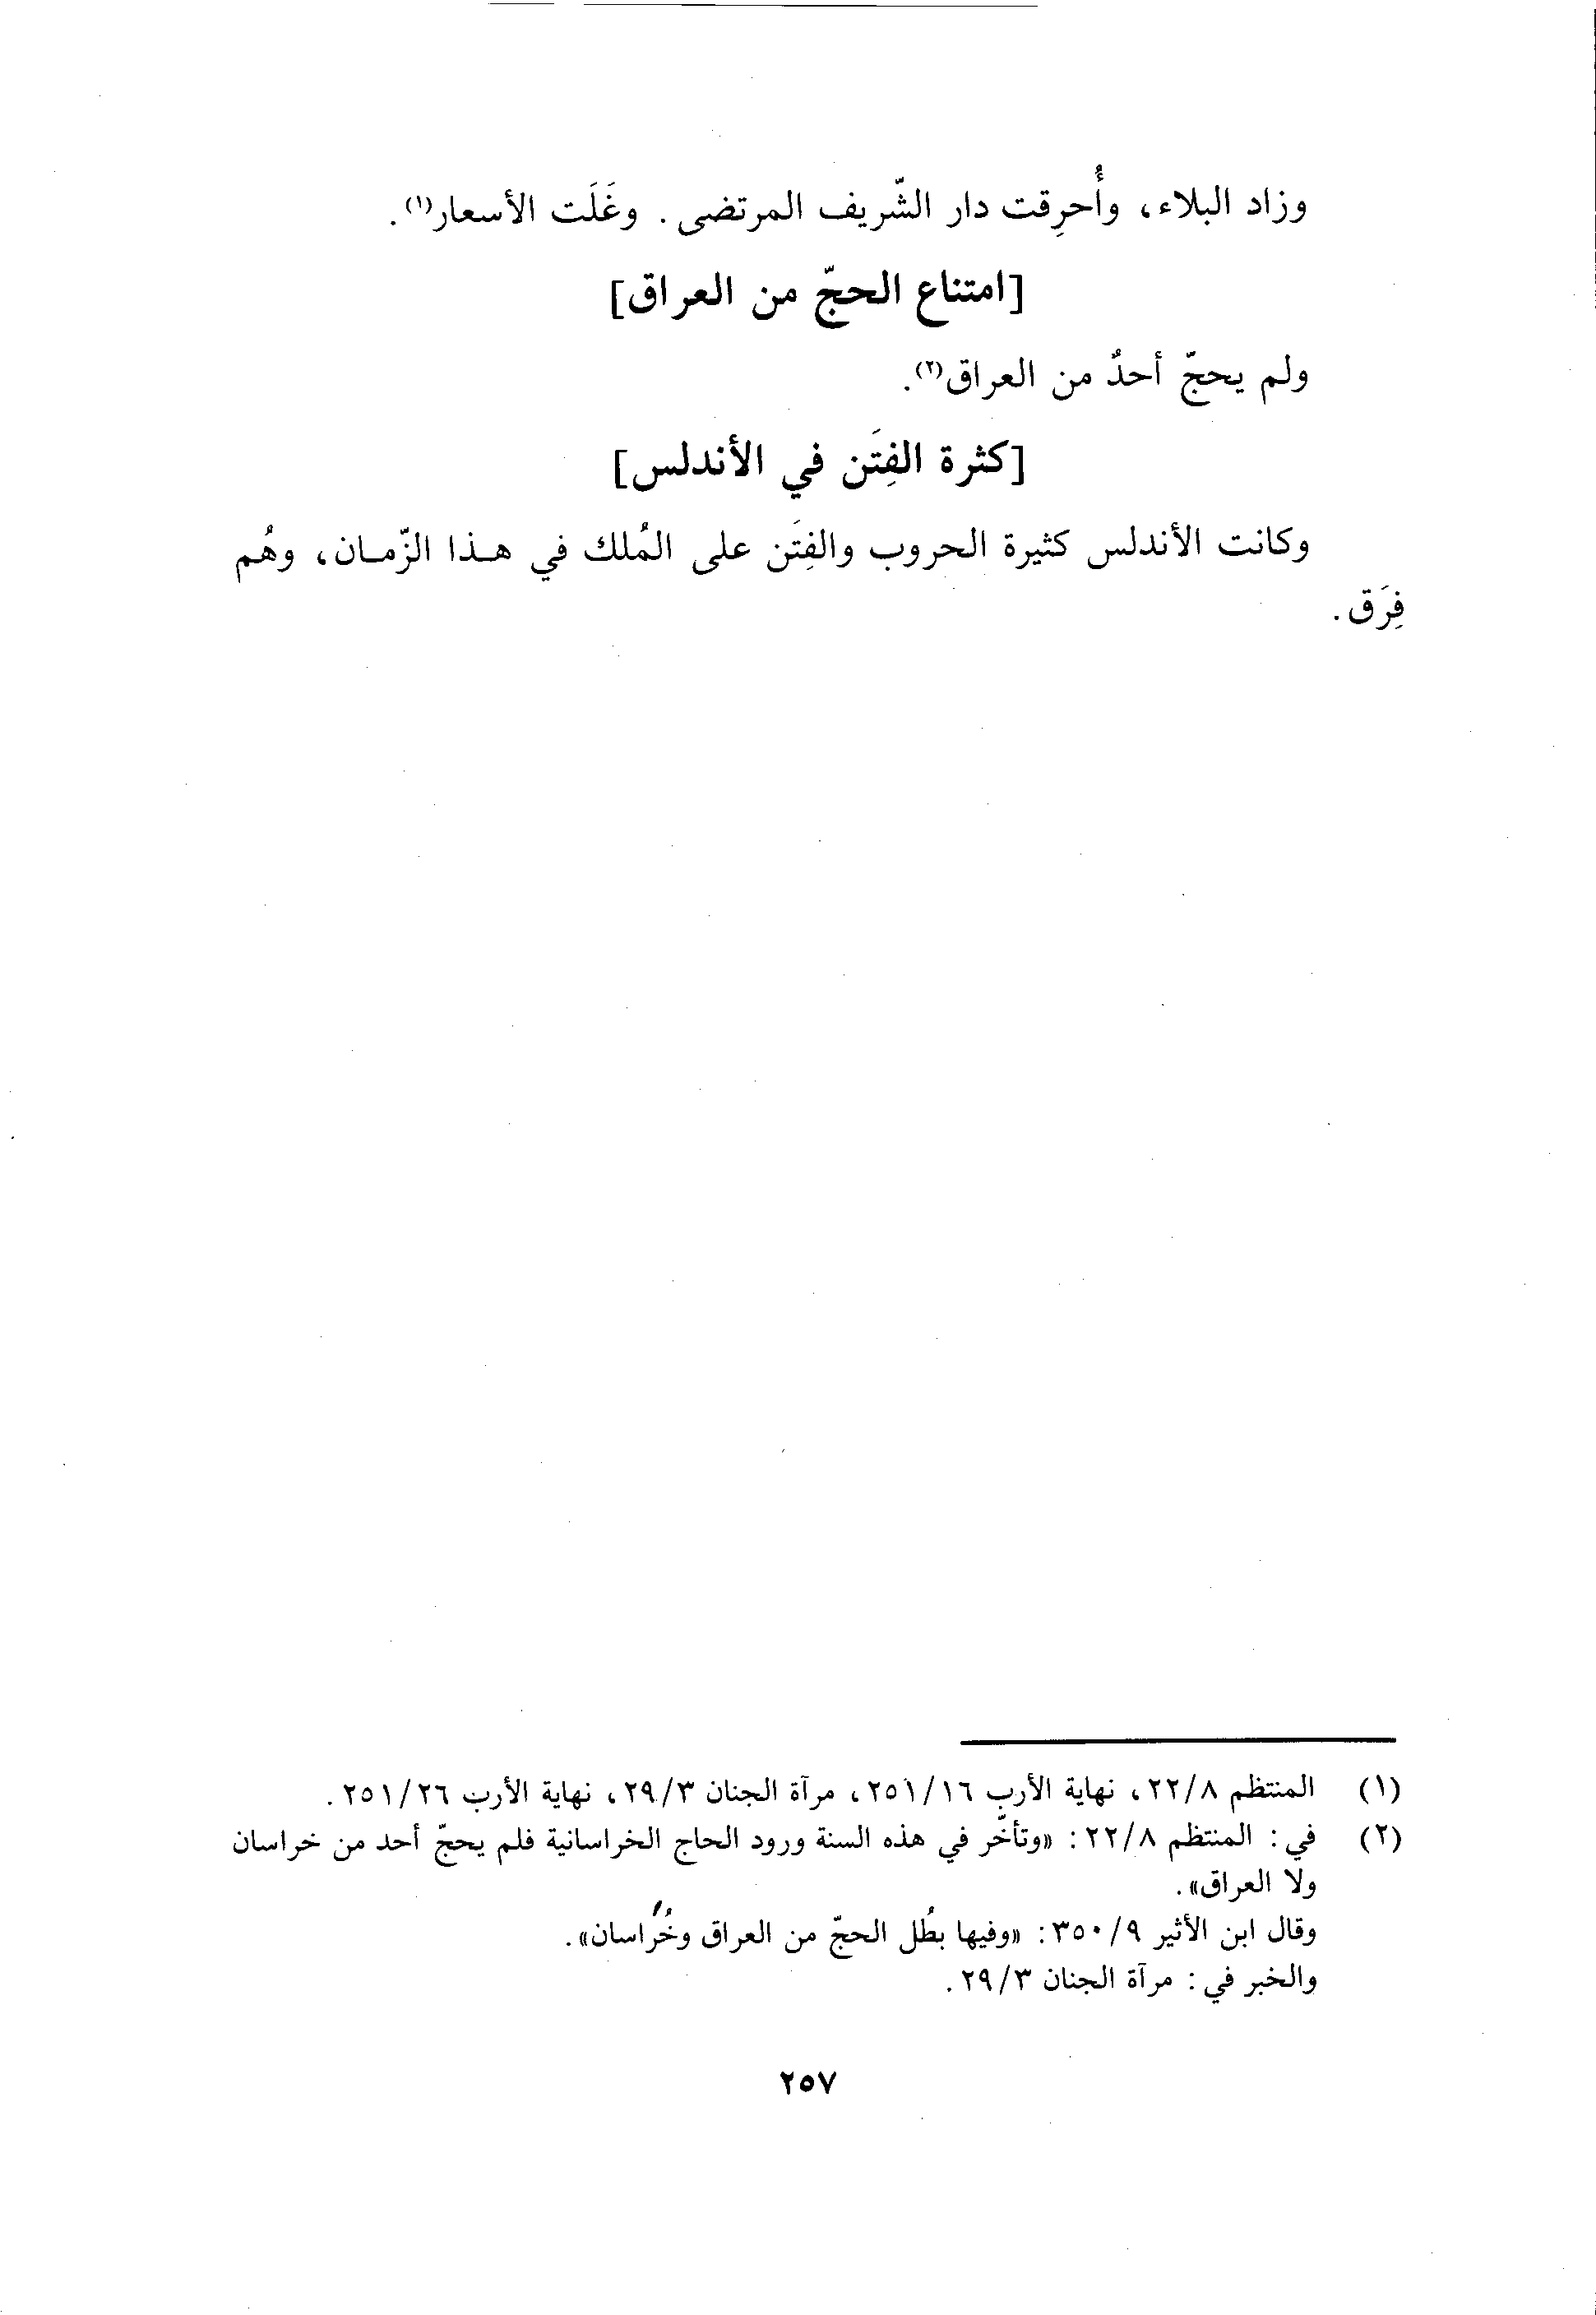 وزاد البلاء، وأُحرِقت دار الشّريف المرتضى. وغَلَت الأسعار(١).
[امتناع الحجّ من العراق]
ولم يحجّ أحدٌ من العراق(٢).
[كثرة الفِتَن في الأندلس]
وكانت الأندلس كثيرة الحروب والفِتَن على المُلك في هـذا الزّمـان، وهُم
فِرَق.
(١) المنتظم ٢٢/٨، نهاية الأرب ٢٥١/١٦، مرآة الجنان ٢٩/٣، نهاية الأرب ٢٥١/٢٦.
(٢) في: المنتظم ٢٢/٨: «وتأخّر في هذه السنة ورود الحاج الخراسانية فلم يحجّ أحد من خراسان
ولا العراق».
وقال ابن الأثير ٣٥٠/٩: «وفيها بطُل الحجّ من العراق وخُراسان».
والخبر في: مرآة الجنان ٢٩/٣.
٢٥٧